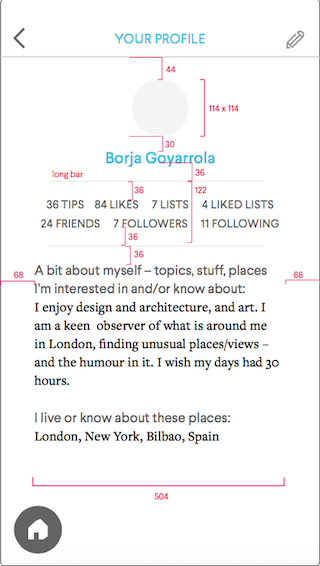 YOUR PROFILE
44
114 x 114
30
Borja Goyarrola
36
long bar
36
122
36 TIPS 84 LIKES 7 LISTS 4 LIKED LISTS
24 FRIENDS 7 FOLLOWERS 11 FOLLOWING
36
36
68
68
A bit about myself – topics, stuff, places
I'm interested in and/or know about:
I enjoy design and architecture, and art. I
am a keen observer of what is around me
in London, finding unusual places/views –
and the humour in it. I wish my days had 30
hours.
I live or know about these places:
London, New York, Bilbao, Spain
504